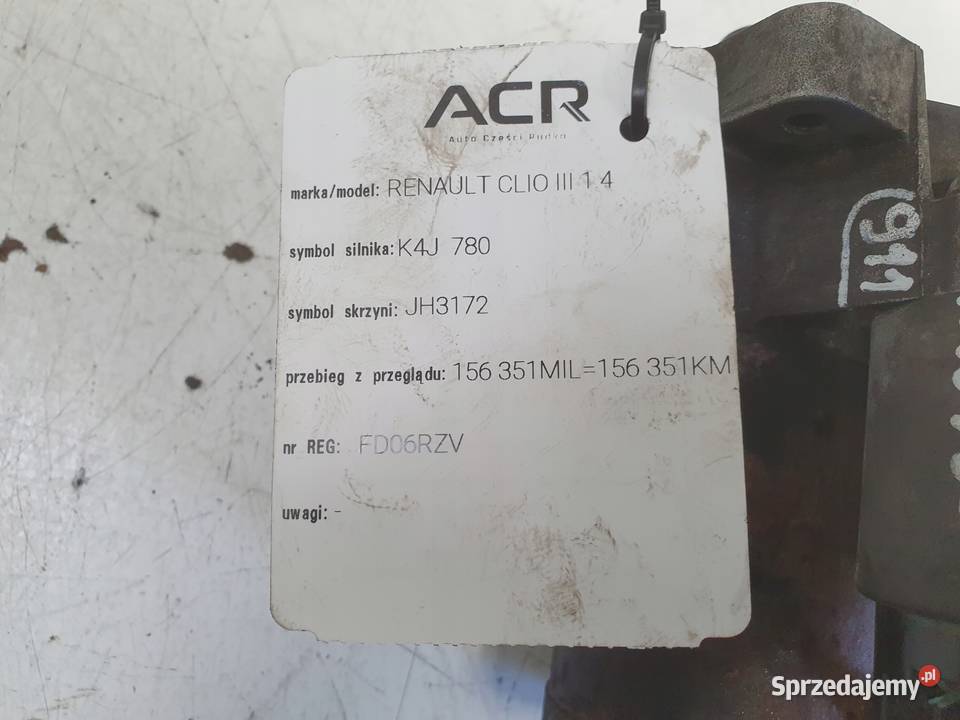 ACR
Auto Części Rudka
marka/model: RENAULT CLIO III 1 4
symbol silnika: K4J 780
symbol skrzyni: JH3172
przebieg z przeglądu: 156 351MIL=156 351KM
nr REG: FD06RZV
uwagi: -
911
Sprzedajemy.pl